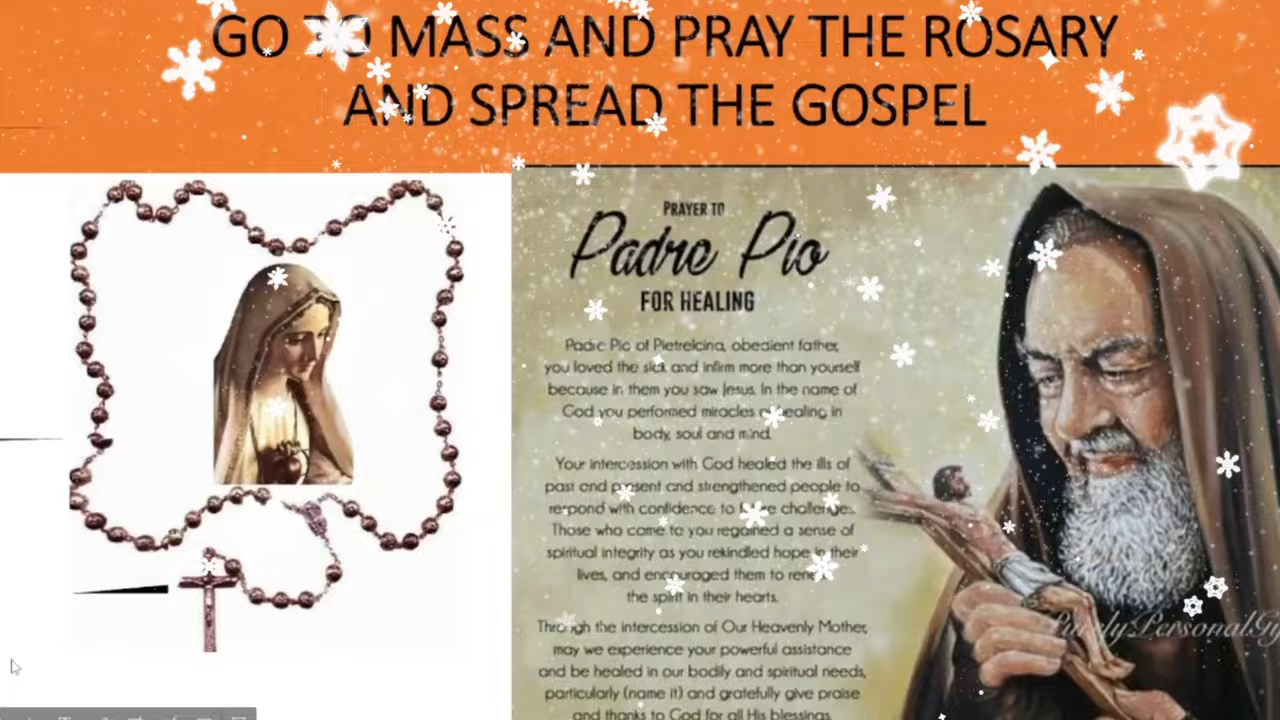 GO TO MASS AND PRAY THE ROSARY
AND SPREAD THE GOSPEL
PRAYER TO
Padre Pio
FOR HEALING
Padre Pio of Pietrelcina, obedient father,
you loved the sick and infirm more than yourself
because in them you saw Jesus. In the name of
God you performed miracles of healing in
body, soul and mind.
Your intercession with God healed the ills of
past and present and strengthened people to
respond with confidence to future challenges.
Those who came to you regained a sense of
spiritual integrity as you rekindled hope in their
lives, and encouraged them to renew
the spirit in their hearts.
Through the intercession of Our Heavenly Mother,
may we experience your powerful assistance
and be healed in our bodily and spiritual needs,
particularly (name it) and gratefully give praise
and thanks to God for all His blessings.
PurelyPersonalGi